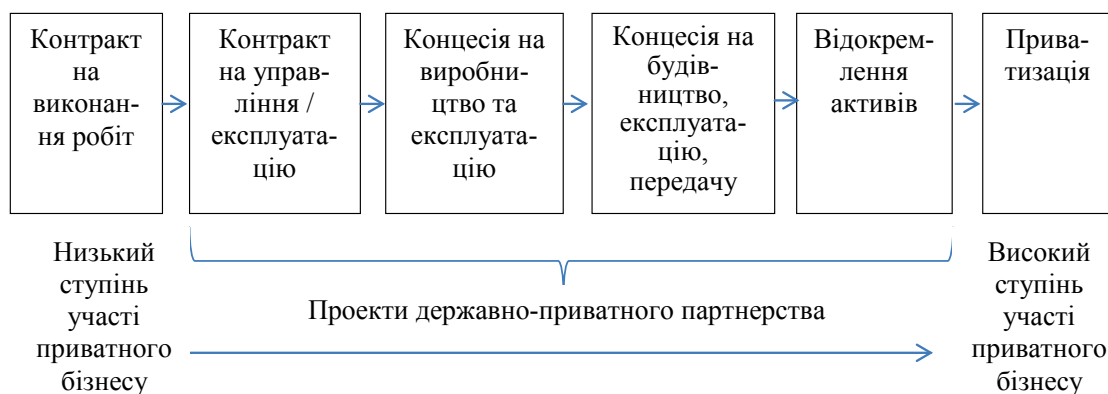 Контракт
на
виконан-
ня робіт
Контракт
на управ-
ління /
експлуата-
цію
Концесія на
виробни-
цтво та
експлуата-
цію
Концесія на
будів-
ництво,
експлуата-
цію,
передачу
Відокрем-
лення
активів
Прива-
тизація
Низький
ступінь
участі
приватного
бізнесу
Проекти державно-приватного партнерства
Високий
ступінь
участі
приватного
бізнесу